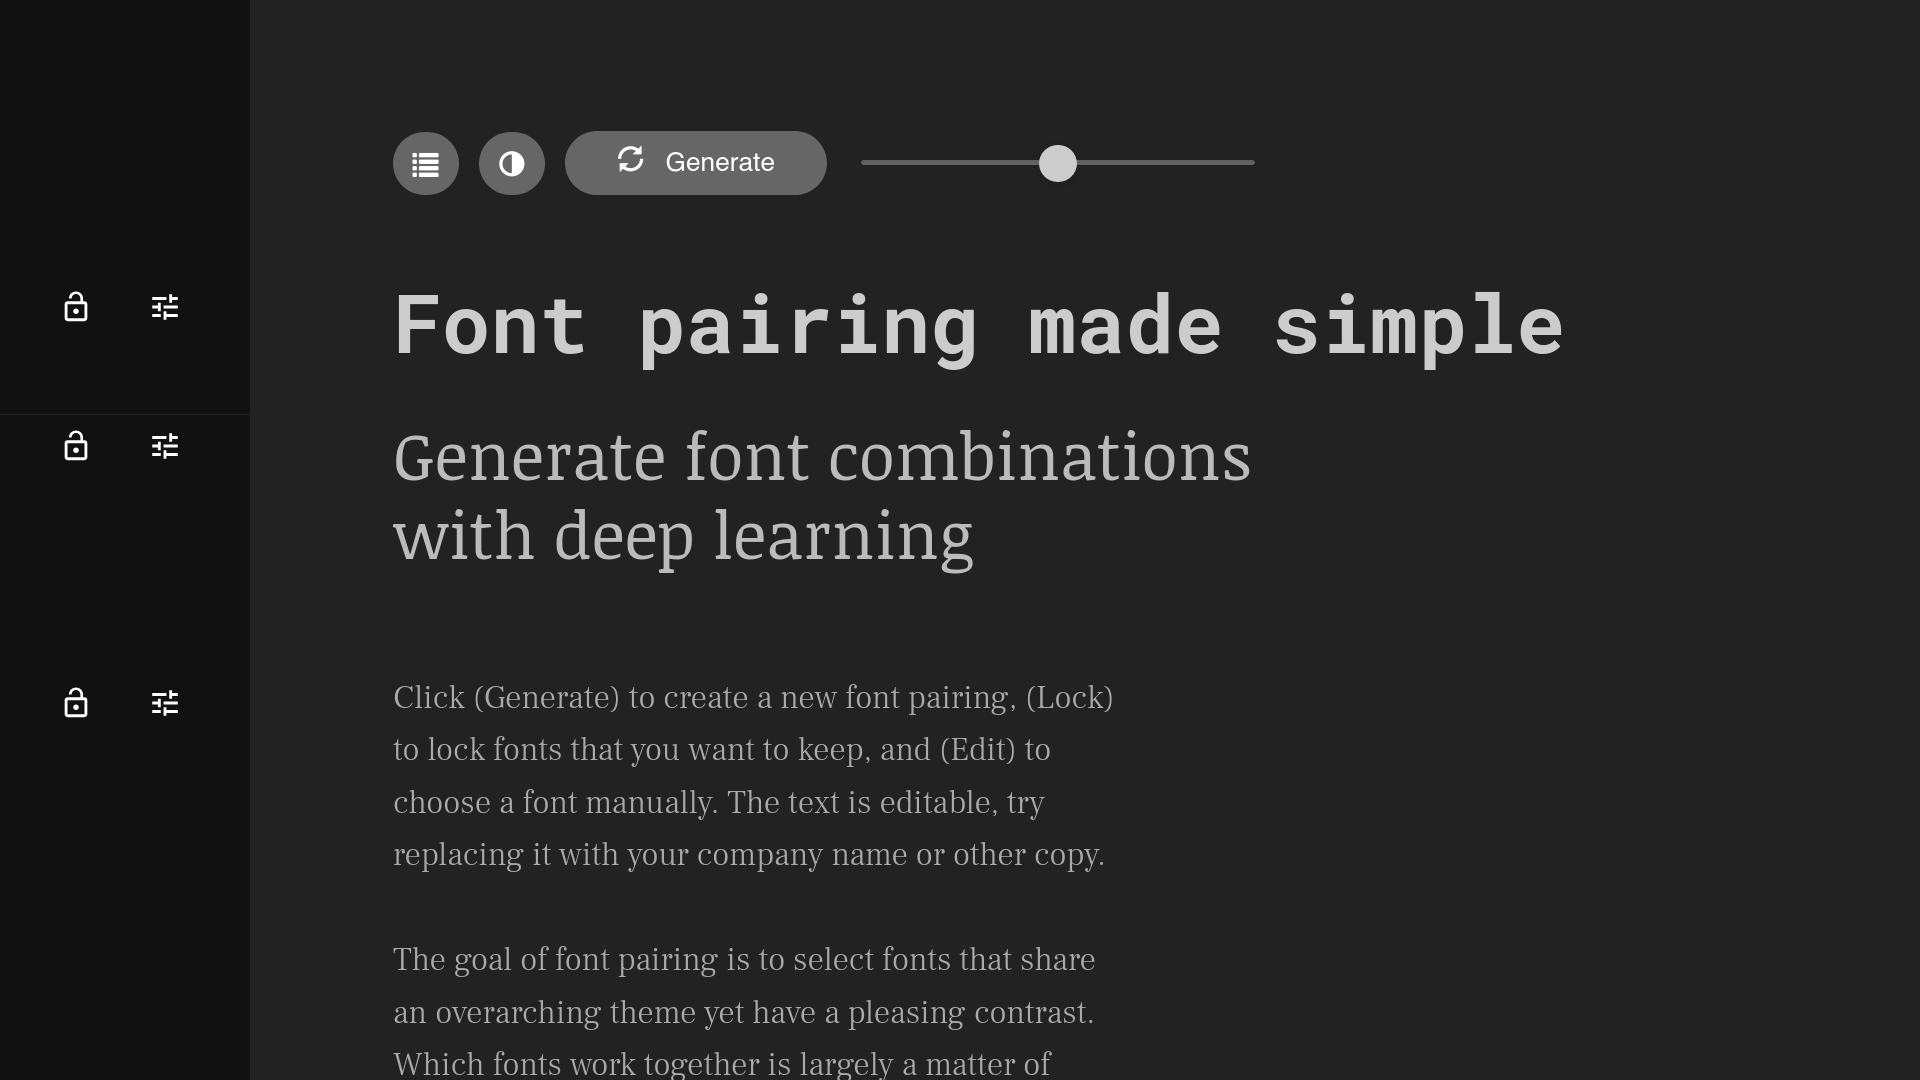 Generate
Font pairing made simple
Generate font combinations
with deep learning
Click (Generate) to create a new font pairing, (Lock)
to lock fonts that you want to keep, and (Edit) to
choose a font manually. The text is editable, try
replacing it with your company name or other copy.
The goal of font pairing is to select fonts that share
an overarching theme yet have a pleasing contrast.
Which fonts work together is largely a matter of